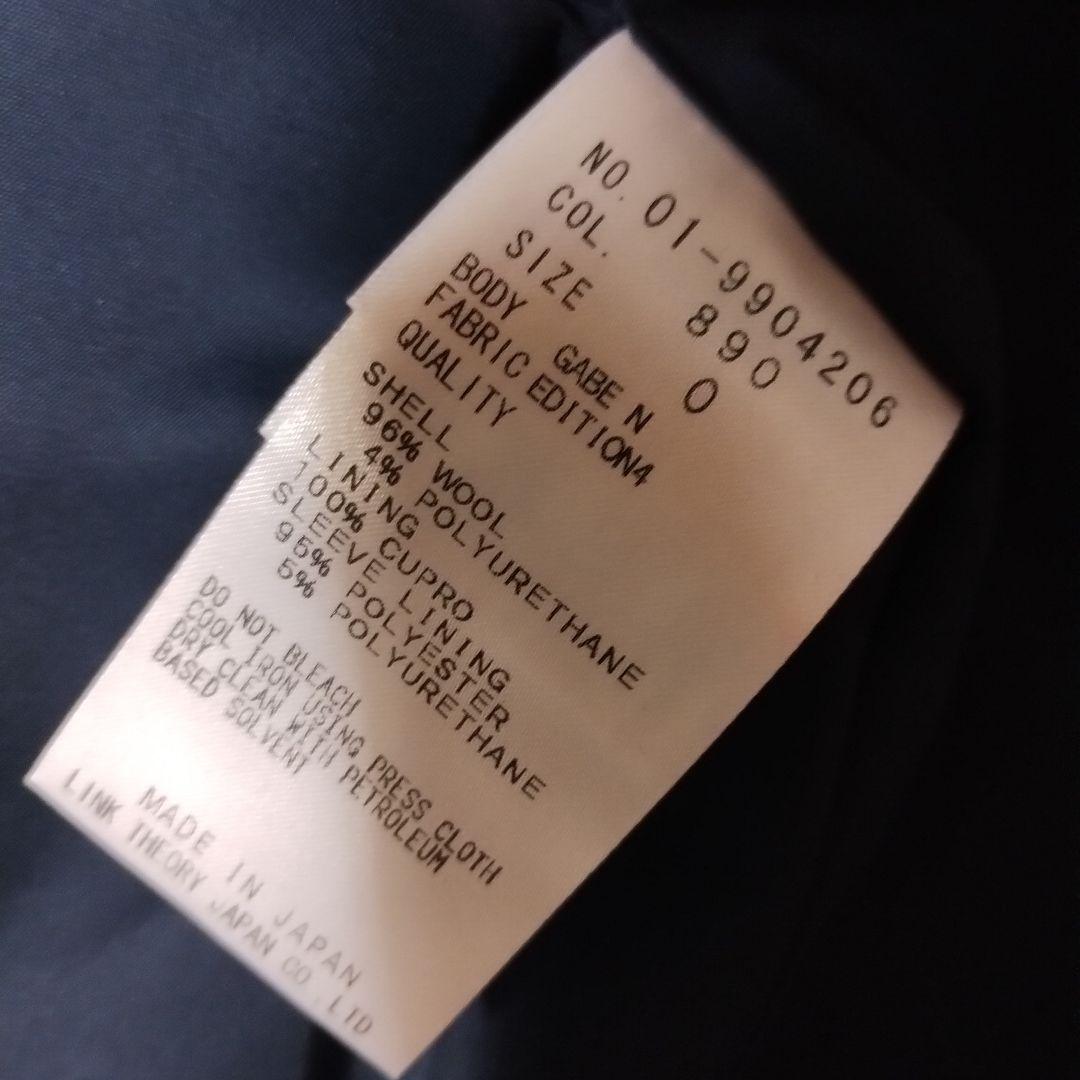 NO. 01-9904206
COL. 890
SIZE 0
BODY GABE N
FABRIC EDITION4
QUALITY
SHELL
96% WOOL
4% POLYURETHANE
LINING
100% CUPRO
SLEEVE LINING
95% POLYESTER
5% POLYURETHANE
DO NOT BLEACH
COOL IRON USING PRESS CLOTH
DRY CLEAN WITH PETROLEUM
BASED SOLVENT
MADE IN JAPAN
LINK THEORY JAPAN CO.,LTD